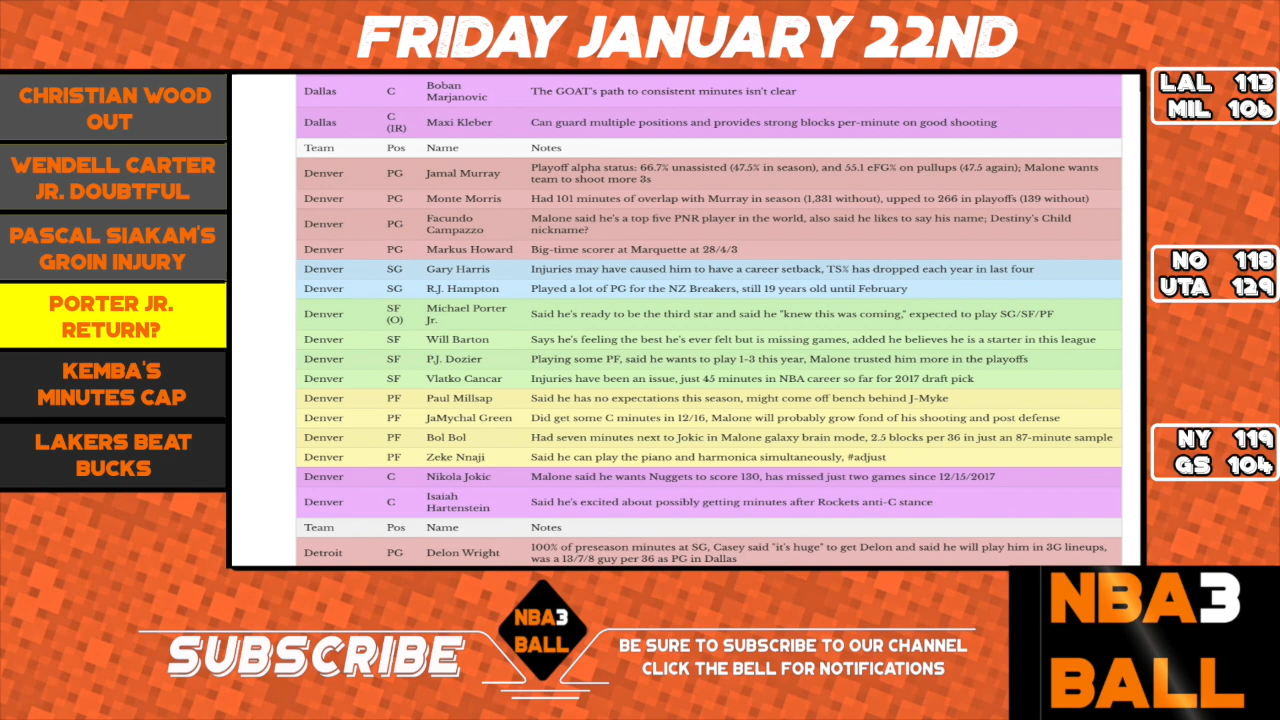 FRIDAY JANUARY 22ND
CHRISTIAN WOOD
OUT
WENDELL CARTER
JR. DOUBTFUL
PASCAL SIAKAM'S
GROIN INJURY
PORTER JR.
RETURN?
KEMBA'S
MINUTES CAP
LAKERS BEAT
BUCKS
Dallas C Boban Marjanovic The GOAT's path to consistent minutes isn't clear
Dallas C (IR) Maxi Kleber Can guard multiple positions and provides strong blocks per-minute on good shooting
Team Pos Name Notes
Denver PG Jamal Murray Playoff alpha status: 66.7% unassisted (47.5% in season), and 55.1 eFG% on pullups (47.5 again); Malone wants
team to shoot more 3s
Denver PG Monte Morris Had 101 minutes of overlap with Murray in season (1,331 without), upped to 266 in playoffs (139 without)
Denver PG Facundo Campazzo Malone said he's a top five PNR player in the world, also said he likes to say his name; Destiny's Child
nickname?
Denver PG Markus Howard Big-time scorer at Marquette at 28/4/3
Denver SG Gary Harris Injuries may have caused him to have a career setback, TS% has dropped each year in last four
Denver SG R.J. Hampton Played a lot of PG for the NZ Breakers, still 19 years old until February
Denver SF (O) Michael Porter Jr. Said he's ready to be the third star and said he "knew this was coming," expected to play SG/SF/PF
Denver SF Will Barton Says he's feeling the best he's ever felt but is missing games, added he believes he is a starter in this league
Denver SF P.J. Dozier Playing some PF, said he wants to play 1-3 this year, Malone trusted him more in the playoffs
Denver SF Vlatko Cancar Injuries have been an issue, just 45 minutes in NBA career so far for 2017 draft pick
Denver PF Paul Millsap Said he has no expectations this season, might come off bench behind J-Myke
Denver PF JaMychal Green Did get some C minutes in 12/16, Malone will probably grow fond of his shooting and post defense
Denver PF Bol Bol Had seven minutes next to Jokic in Malone galaxy brain mode, 2.5 blocks per 36 in just an 87-minute sample
Denver PF Zeke Nnaji Said he can play the piano and harmonica simultaneously, #adjust
Denver C Nikola Jokic Malone said he wants Nuggets to score 130, has missed just two games since 12/15/2017
Denver C Isaiah Hartenstein Said he's excited about possibly getting minutes after Rockets anti-C stance
Team Pos Name Notes
Detroit PG Delon Wright 100% of preseason minutes at SG, Casey said "it's huge" to get Delon and said he will play him in 3G lineups,
was a 13/7/8 guy per 36 as PG in Dallas
LAL 113
MIL 106
NO 118
UTA 129
NY 119
GS 104
SUBSCRIBE
NBA3
BALL
BE SURE TO SUBSCRIBE TO OUR CHANNEL
CLICK THE BELL FOR NOTIFICATIONS
NBA3
BALL